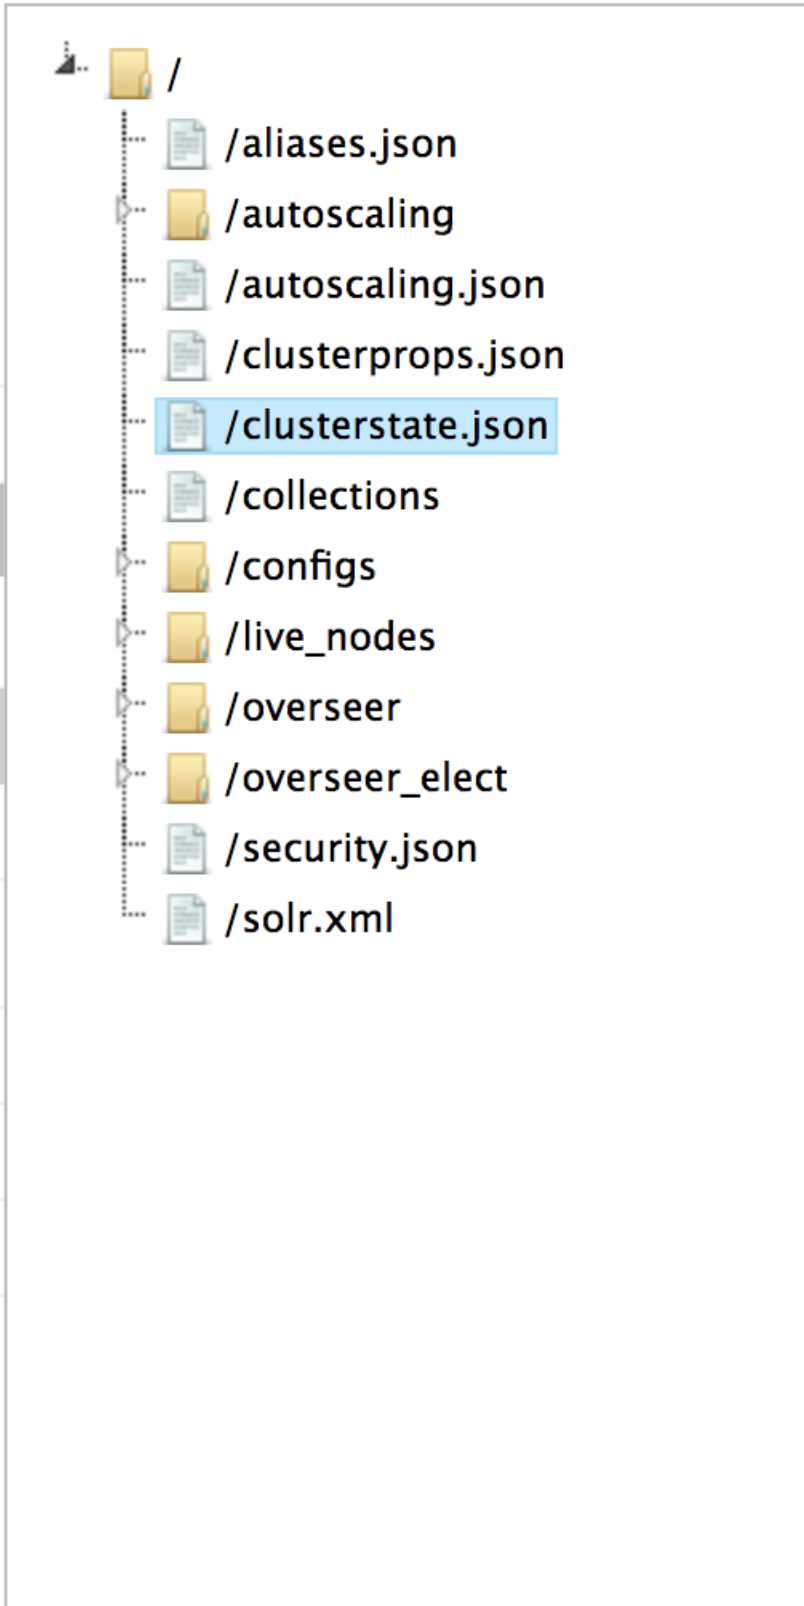 /
/aliases.json
/autoscaling
/autoscaling.json
/clusterprops.json
/clusterstate.json
/collections
/configs
/live_nodes
/overseer
/overseer_elect
/security.json
/solr.xml